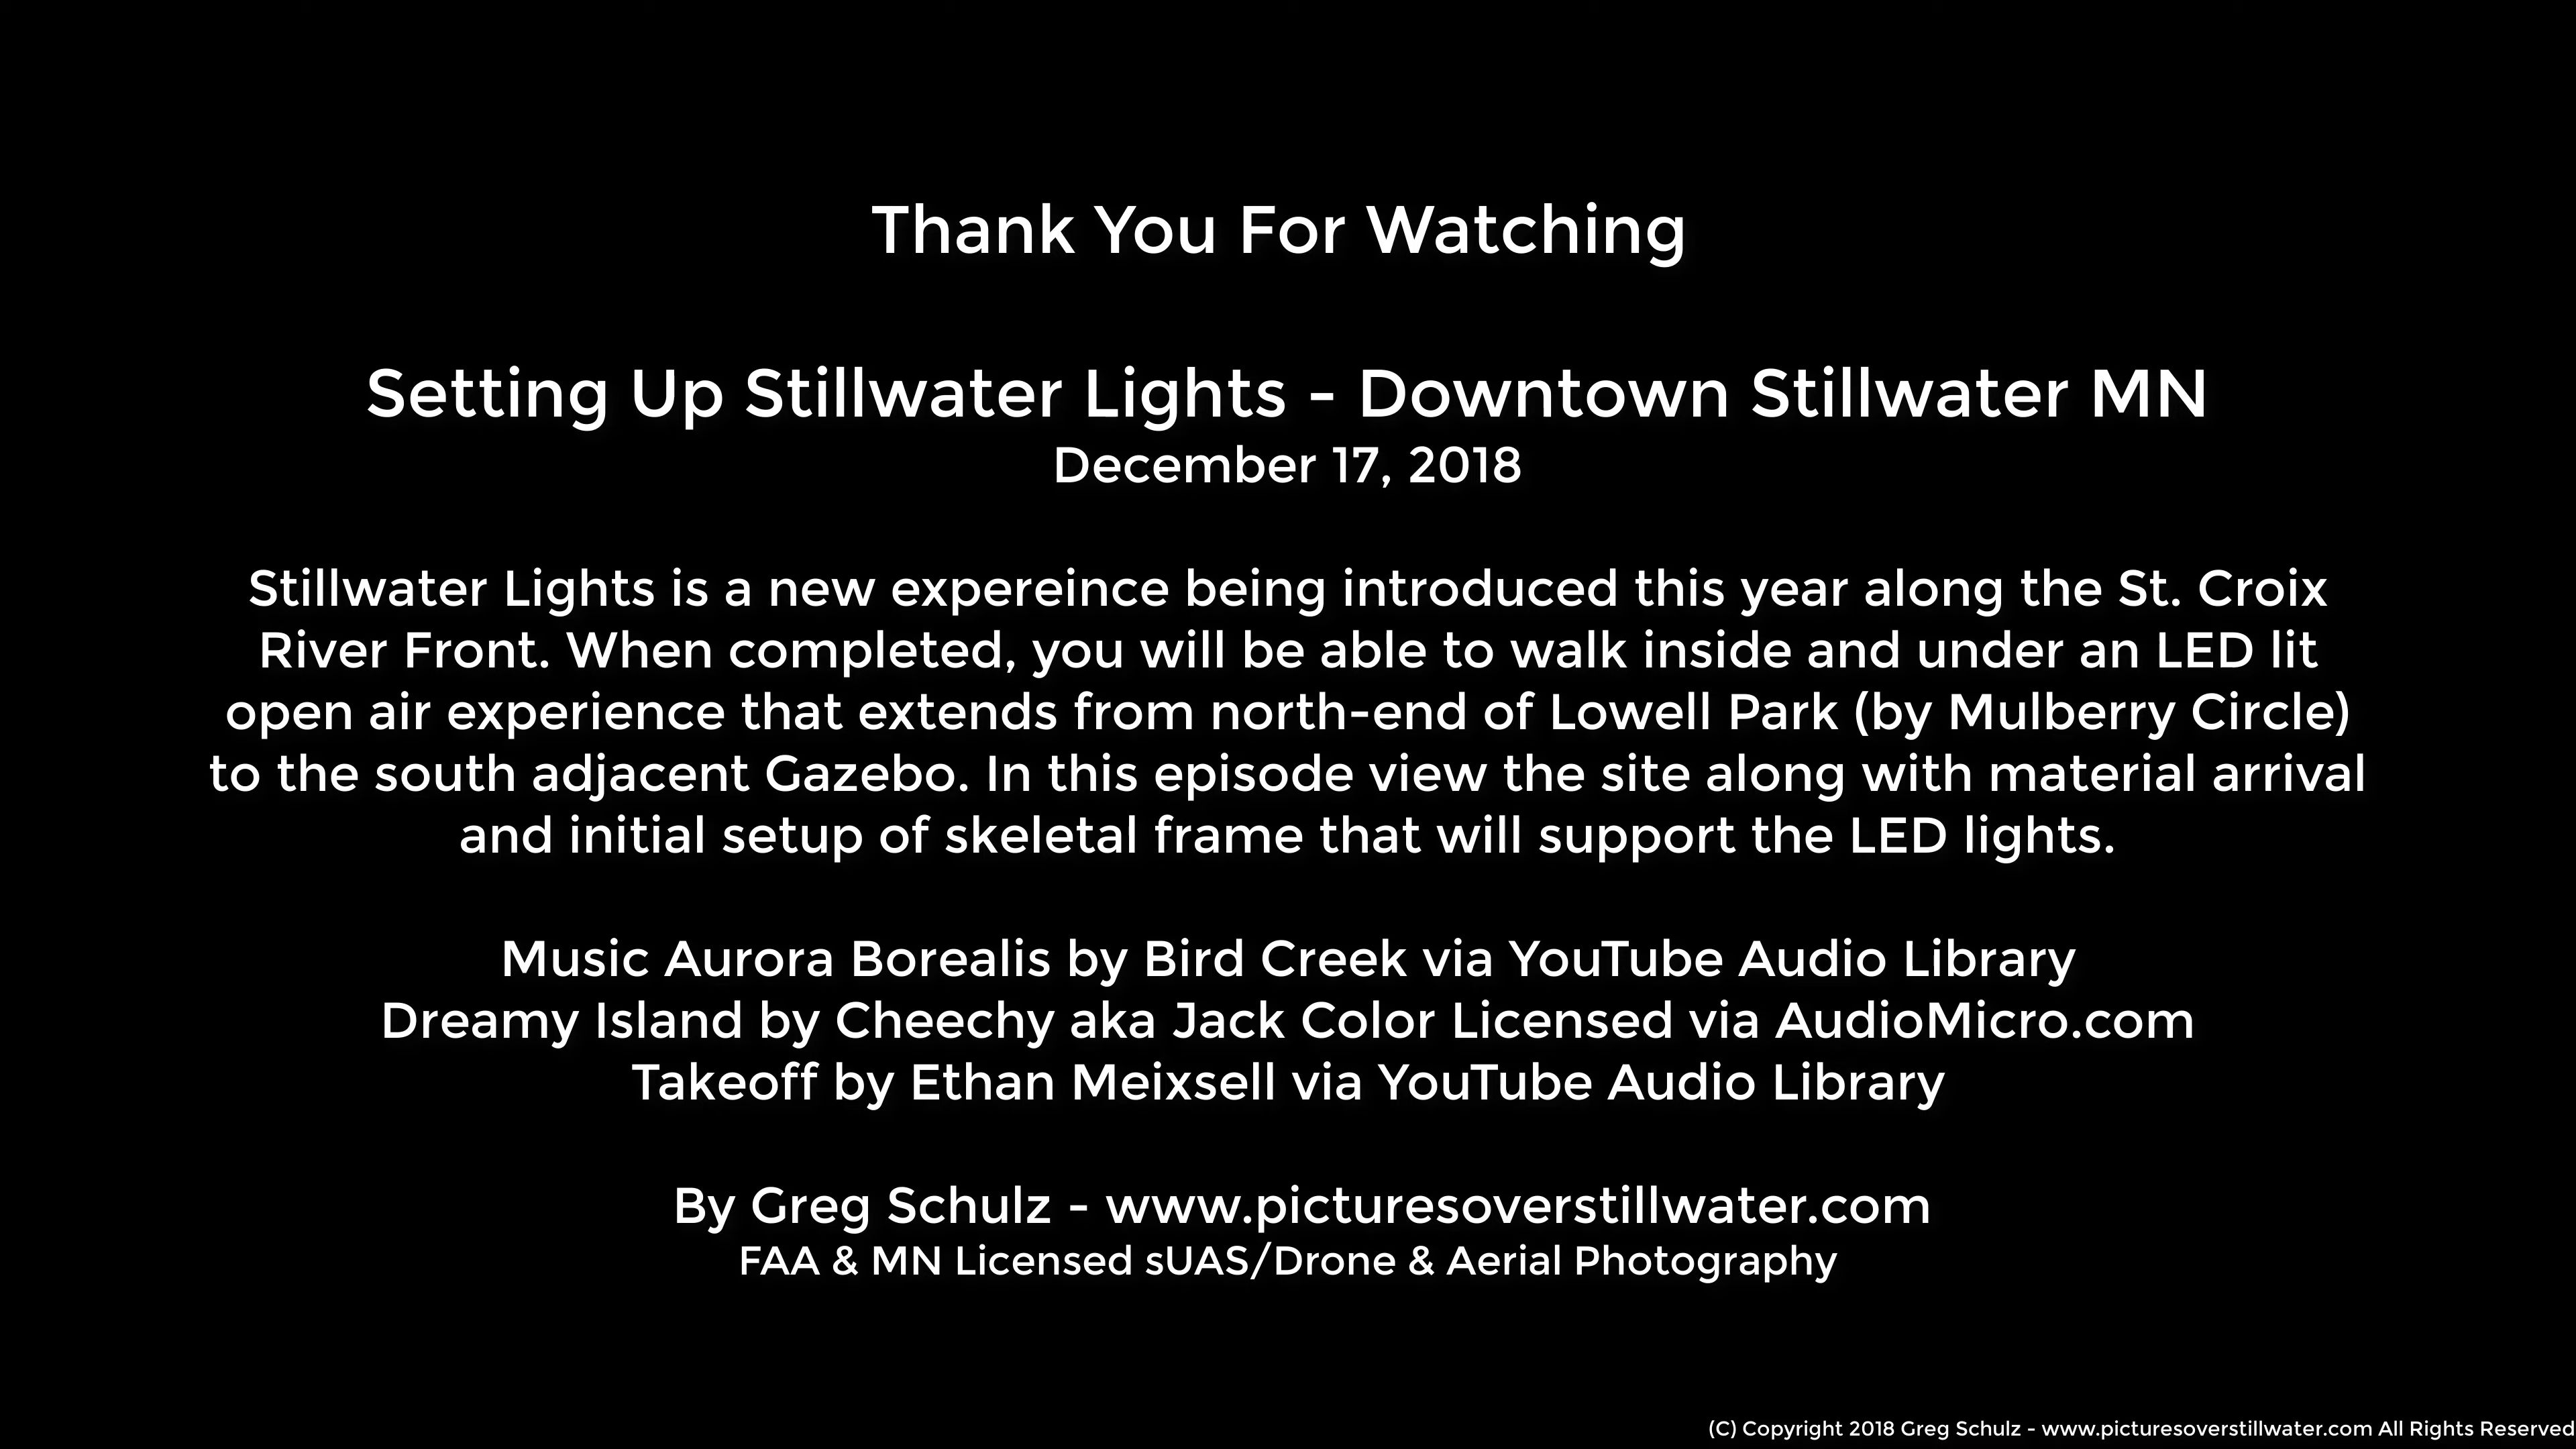 Thank You For Watching
Setting Up Stillwater Lights - Downtown Stillwater MN
December 17, 2018
Stillwater Lights is a new expereince being introduced this year along the St. Croix
River Front. When completed, you will be able to walk inside and under an LED lit
open air experience that extends from north-end of Lowell Park (by Mulberry Circle)
to the south adjacent Gazebo. In this episode view the site along with material arrival
and initial setup of skeletal frame that will support the LED lights.
Music Aurora Borealis by Bird Creek via YouTube Audio Library
Dreamy Island by Cheechy aka Jack Color Licensed via AudioMicro.com
Takeoff by Ethan Meixsell via YouTube Audio Library
By Greg Schulz - www.picturesoverstillwater.com
FAA & MN Licensed sUAS/Drone & Aerial Photography
(C) Copyright 2018 Greg Schulz - www.picturesoverstillwater.com All Rights Reserved